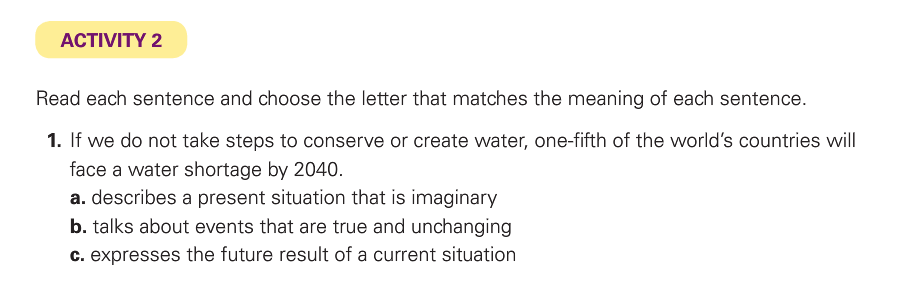 ACTIVITY 2
Read each sentence and choose the letter that matches the meaning of each sentence.
1. If we do not take steps to conserve or create water, one-fifth of the world’s countries will
face a water shortage by 2040.
a. describes a present situation that is imaginary
b. talks about events that are true and unchanging
c. expresses the future result of a current situation